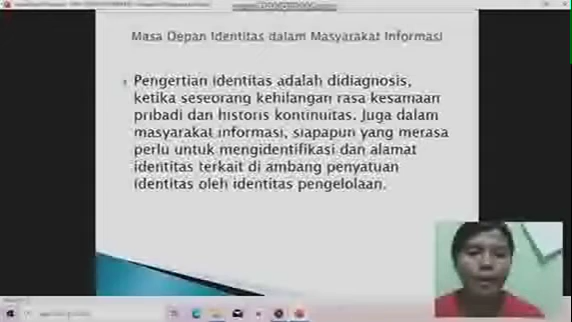 Masa Depan Identitas dalam Masyarakat Informasi
Pengertian identitas adalah didiagnosis,
ketika seseorang kehilangan rasa kesamaan
pribadi dan historis kontinuitas. Juga dalam
masyarakat informasi, siapapun yang merasa
perlu untuk mengidentifikasi dan alamat
identitas terkait di ambang penyatuan
identitas oleh identitas pengelolaan.